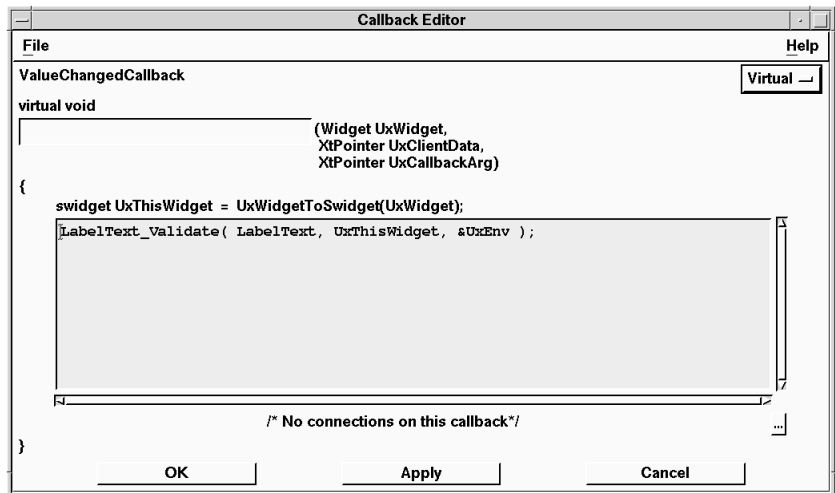 Callback Editor
File Help
ValueChangedCallback
Virtual
virtual void
(Widget UxWidget,
XtPointer UxClientData,
XtPointer UxCallbackArg)
{
swidget UxThisWidget = UxWidgetToSwidget(UxWidget);
LabelText_Validate( LabelText, UxThisWidget, &UxEnv );
/* No connections on this callback*/
...
}
OK Apply Cancel